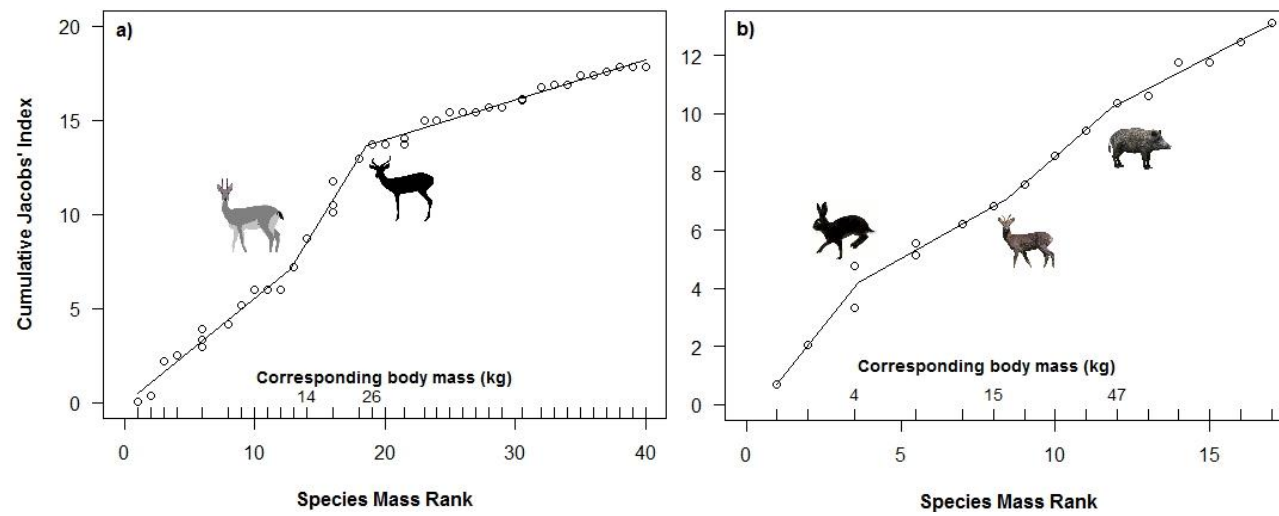 a)
20
15
10
5
0
Cumulative Jacobs' Index
Corresponding body mass (kg)
14 26
0 10 20 30 40
Species Mass Rank
b)
12
10
8
6
4
2
0
Corresponding body mass (kg)
4 15 47
0 5 10 15
Species Mass Rank